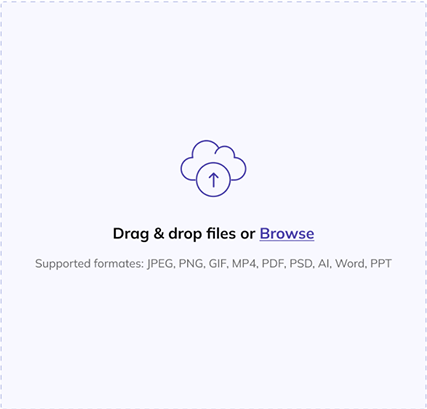 Drag & drop files or Browse
Supported formates: JPEG, PNG, GIF, MP4, PDF, PSD, AI, Word, PPT